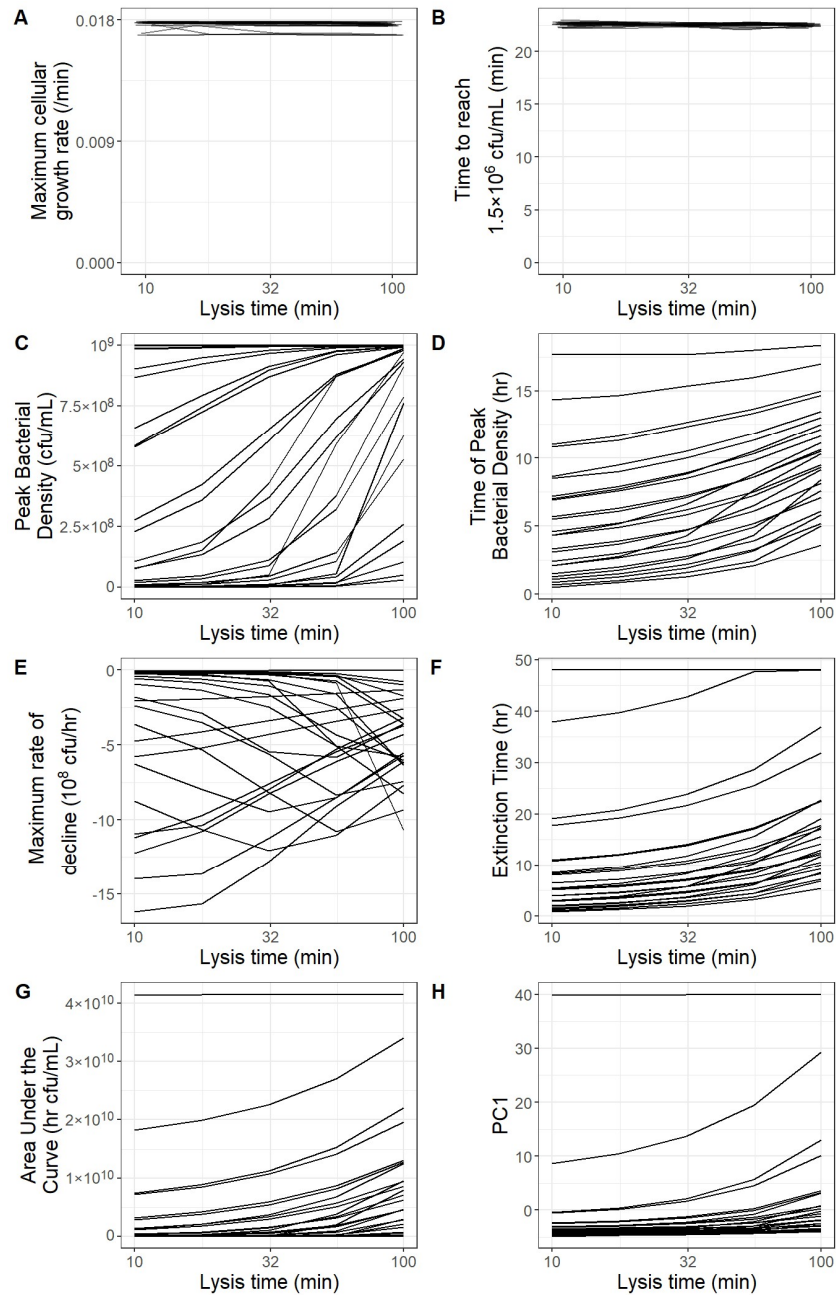 A
Maximum cellular
growth rate (/min)
0.018
0.009
0.000
10
32
100
Lysis time (min)
B
Time to reach
1.5×10⁶ cfu/mL (min)
20
15
10
5
0
10
32
100
Lysis time (min)
C
Peak Bacterial
Density (cfu/mL)
10⁹
7.5×10⁸
5×10⁸
2.5×10⁸
0
10
32
100
Lysis time (min)
D
Time of Peak
Bacterial Density (hr)
15
10
5
0
10
32
100
Lysis time (min)
E
Maximum rate of
decline (10⁸ cfu/hr)
0
-5
-10
-15
10
32
100
Lysis time (min)
F
Extinction Time (hr)
50
40
30
20
10
0
10
32
100
Lysis time (min)
G
Area Under the
Curve (hr cfu/mL)
4×10¹⁰
3×10¹⁰
2×10¹⁰
1×10¹⁰
0
10
32
100
Lysis time (min)
H
PC1
40
30
20
10
0
10
32
100
Lysis time (min)